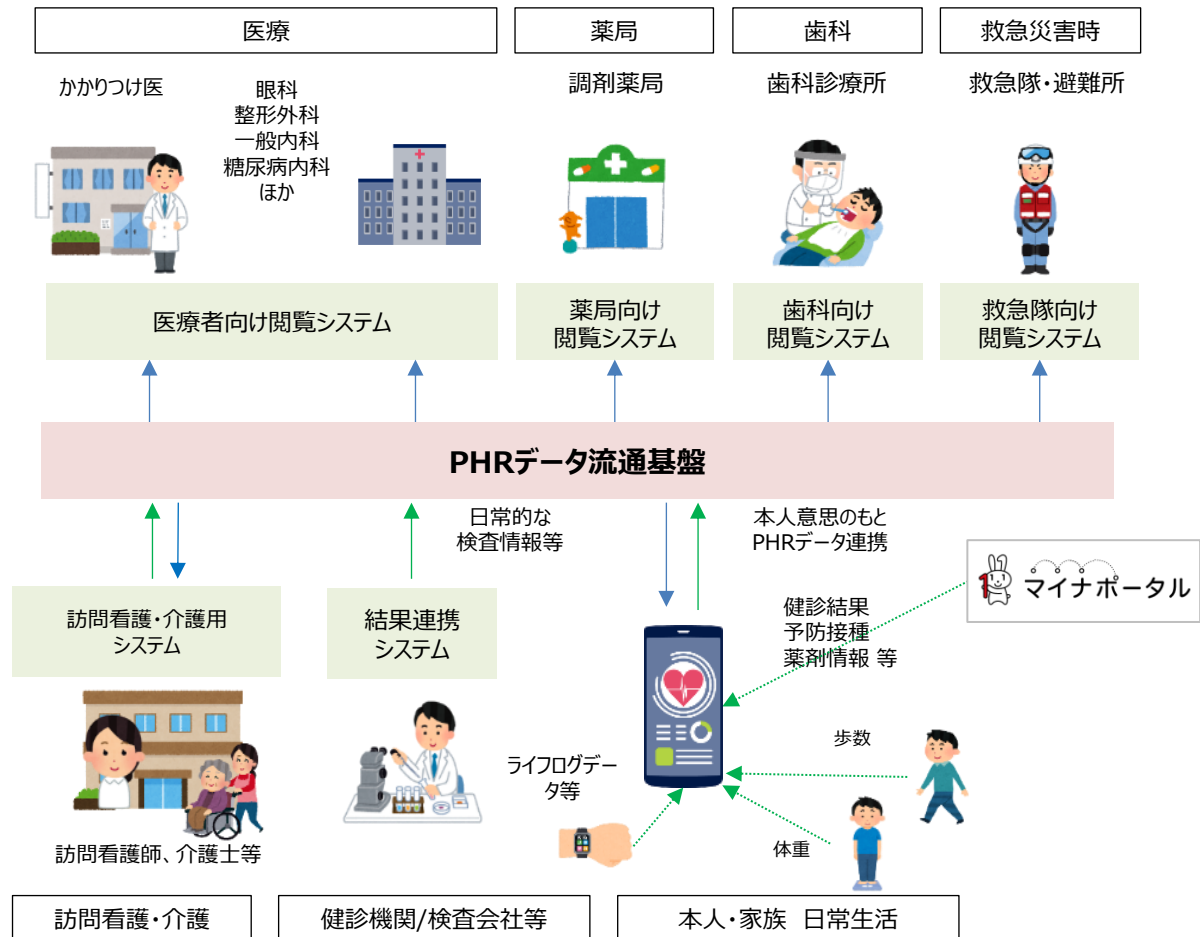 医療
薬局
歯科
救急災害時
かかりつけ医
眼科
整形外科
一般内科
糖尿病内科
ほか
調剤薬局
歯科診療所
救急隊・避難所
医療者向け閲覧システム
薬局向け
閲覧システム
歯科向け
閲覧システム
救急隊向け
閲覧システム
PHRデータ流通基盤
日常的な
検査情報等
本人意思のもと
PHRデータ連携
マイナポータル
訪問看護・介護用
システム
結果連携
システム
健診結果
予防接種
薬剤情報 等
歩数
ライフログデー
タ等
体重
訪問看護師、介護士等
訪問看護・介護
健診機関/検査会社等
本人・家族 日常生活